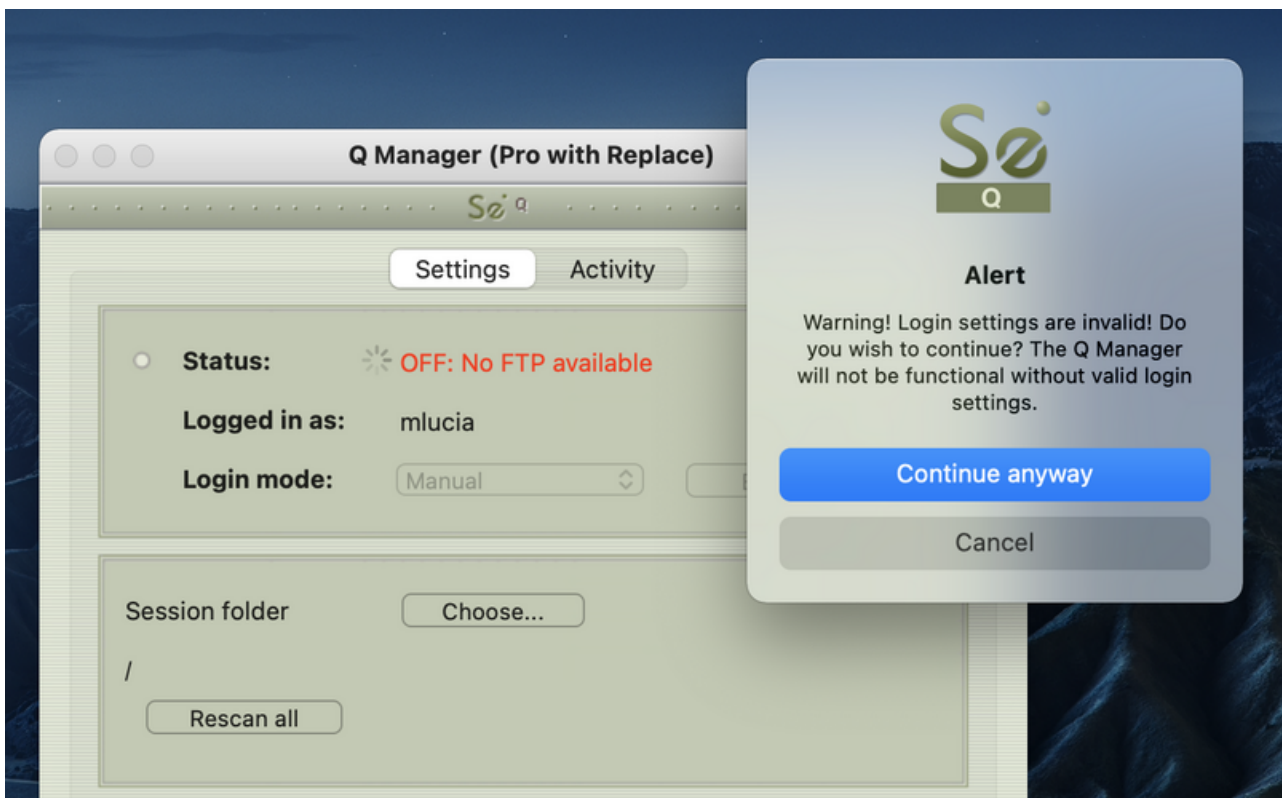 Q Manager (Pro with Replace)
Se Q
Settings Activity
Status: OFF: No FTP available
Logged in as: mlucia
Login mode: Manual
Session folder Choose...
/
Rescan all
Se
Q
Alert
Warning! Login settings are invalid! Do
you wish to continue? The Q Manager
will not be functional without valid login
settings.
Continue anyway
Cancel